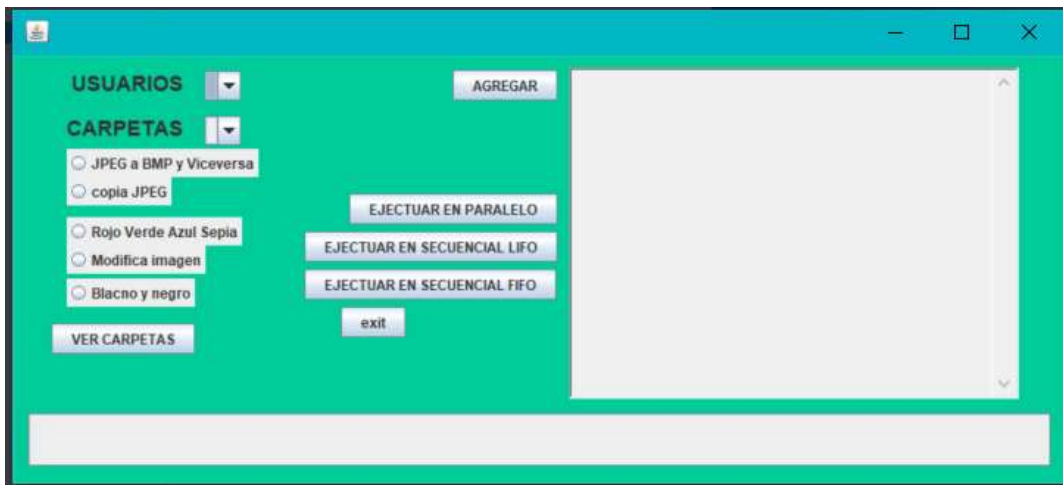 USUARIOS
AGREGAR
CARPETAS
JPEG a BMP y Viceversa
copia JPEG
EJECTUAR EN PARALELO
Rojo Verde Azul Sepia
EJECTUAR EN SECUENCIAL LIFO
Modifica imagen
EJECTUAR EN SECUENCIAL FIFO
Blacno y negro
exit
VER CARPETAS